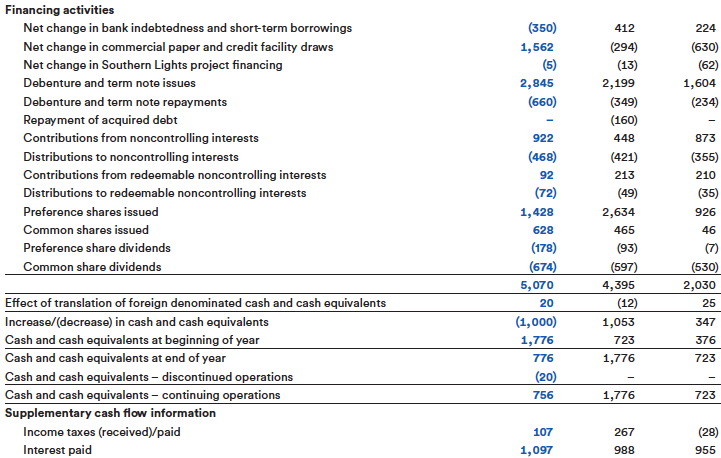 Financing activities
Net change in bank indebtedness and short-term borrowings (350) 412 224
Net change in commercial paper and credit facility draws 1,562 (294) (630)
Net change in Southern Lights project financing (5) (13) (62)
Debenture and term note issues 2,845 2,199 1,604
Debenture and term note repayments (660) (349) (234)
Repayment of acquired debt – (160) –
Contributions from noncontrolling interests 922 448 873
Distributions to noncontrolling interests (468) (421) (355)
Contributions from redeemable noncontrolling interests 92 213 210
Distributions to redeemable noncontrolling interests (72) (49) (35)
Preference shares issued 1,428 2,634 926
Common shares issued 628 465 46
Preference share dividends (178) (93) (7)
Common share dividends (674) (597) (530)
5,070 4,395 2,030
Effect of translation of foreign denominated cash and cash equivalents 20 (12) 25
Increase/(decrease) in cash and cash equivalents (1,000) 1,053 347
Cash and cash equivalents at beginning of year 1,776 723 376
Cash and cash equivalents at end of year 776 1,776 723
Cash and cash equivalents – discontinued operations (20) – –
Cash and cash equivalents – continuing operations 756 1,776 723
Supplementary cash flow information
Income taxes (received)/paid 107 267 (28)
Interest paid 1,097 988 955